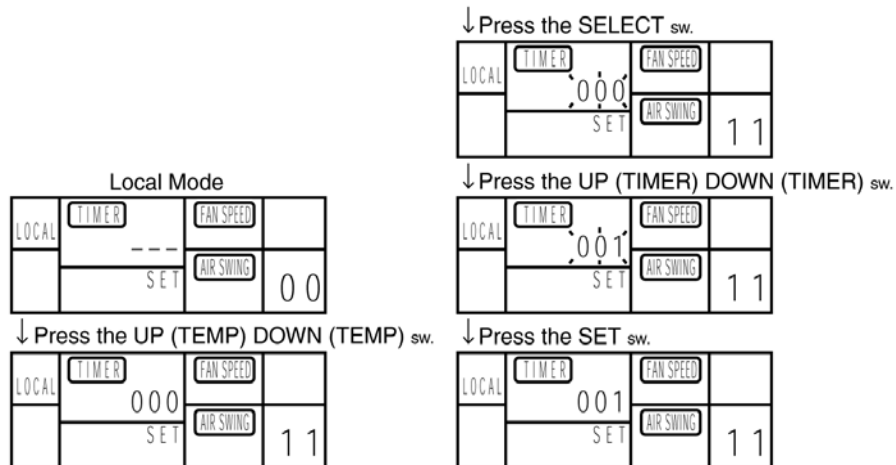 Local Mode
LOCAL TIMER FAN SPEED
- - -
SET AIR SWING 00
↓Press the UP (TEMP) DOWN (TEMP) sw.
LOCAL TIMER FAN SPEED
000
SET AIR SWING 11
↓Press the SELECT sw.
LOCAL TIMER FAN SPEED
000
SET AIR SWING 11
↓Press the UP (TIMER) DOWN (TIMER) sw.
LOCAL TIMER FAN SPEED
001
SET AIR SWING 11
↓Press the SET sw.
LOCAL TIMER FAN SPEED
001
SET AIR SWING 11